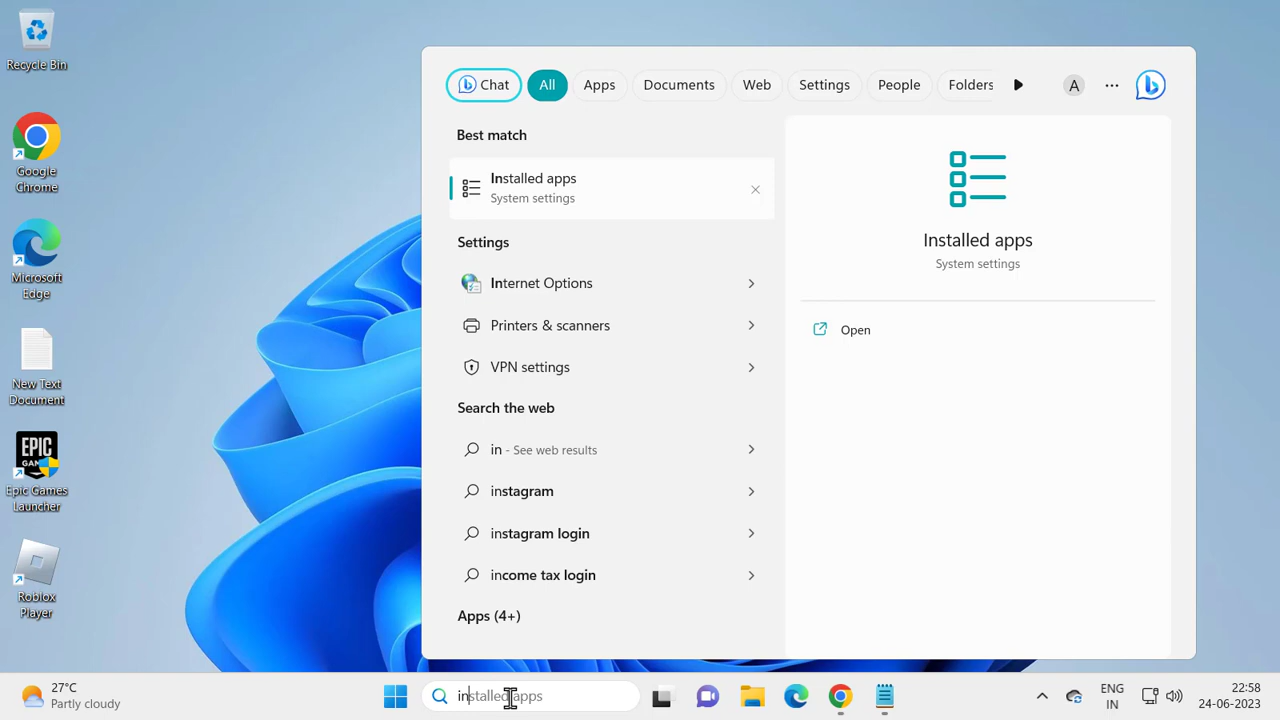 Recycle Bin
Google
Chrome
Microsoft
Edge
New Text
Document
EPIC
GAMES
Epic Games
Launcher
Roblox
Player
Chat
All
Apps
Documents
Web
Settings
People
Folders
A
Best match
Installed apps
System settings
Settings
Internet Options
Printers & scanners
VPN settings
Search the web
in - See web results
instagram
instagram login
income tax login
Apps (4+)
Installed apps
System settings
Open
27°C
Partly cloudy
installed apps
ENG
IN
22:58
24-06-2023